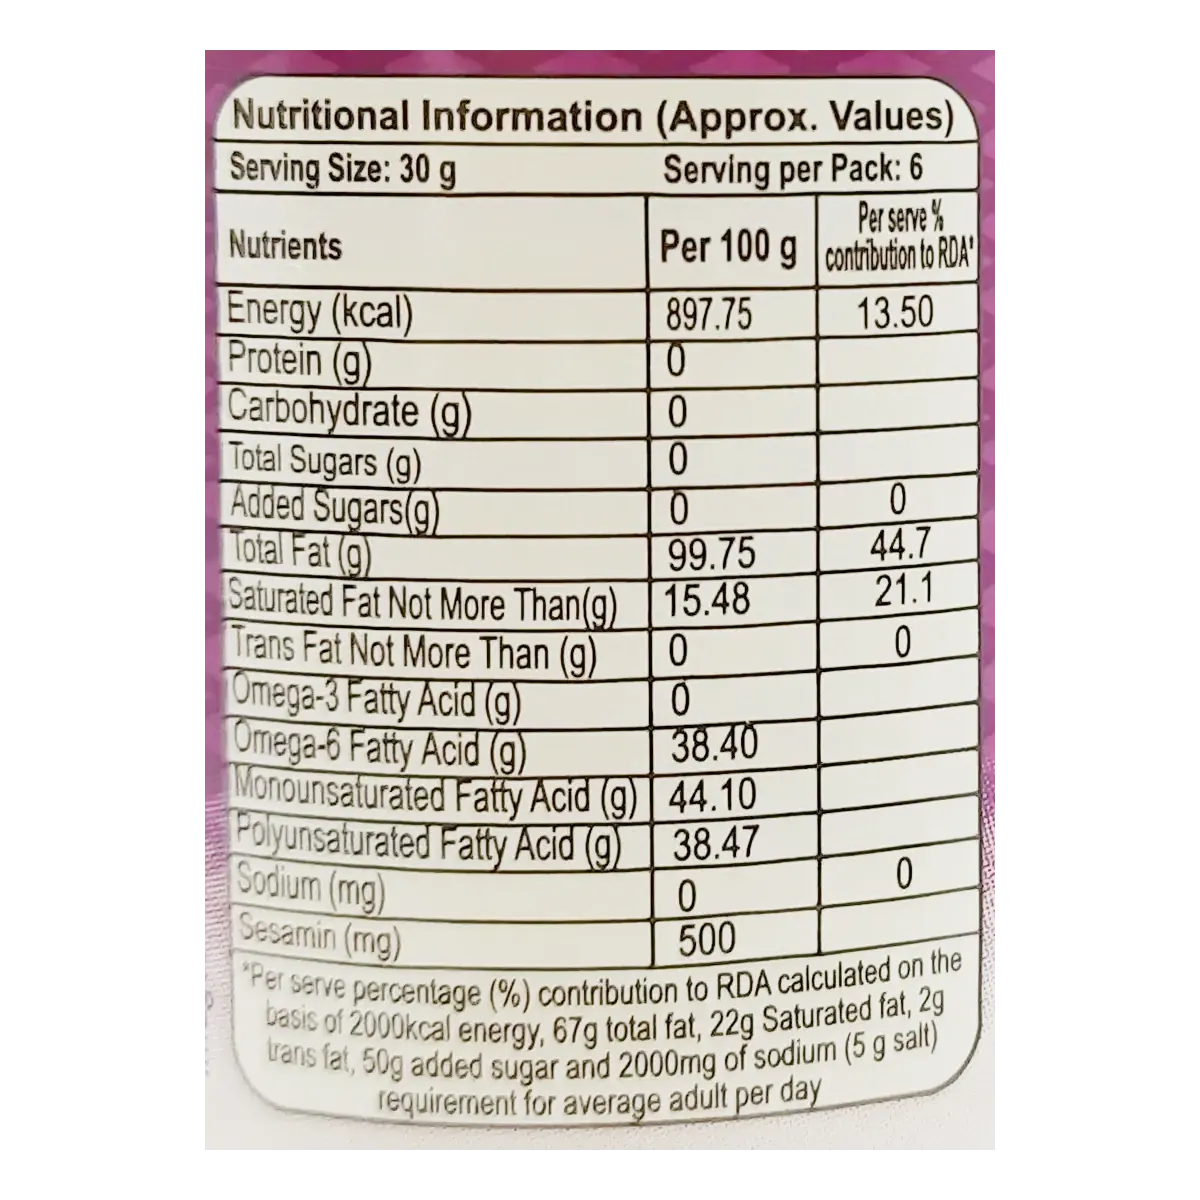 Nutritional Information (Approx. Values)
Serving Size: 30 g Serving per Pack: 6
Nutrients Per 100 g Per serve % contribution to RDA*
Energy (kcal) 897.75 13.50
Protein (g) 0
Carbohydrate (g) 0
Total Sugars (g) 0
Added Sugars(g) 0 0
Total Fat (g) 99.75 44.7
Saturated Fat Not More Than(g) 15.48 21.1
Trans Fat Not More Than (g) 0 0
Omega-3 Fatty Acid (g) 0
Omega-6 Fatty Acid (g) 38.40
Monounsaturated Fatty Acid (g) 44.10
Polyunsaturated Fatty Acid (g) 38.47
Sodium (mg) 0 0
Sesamin (mg) 500
*Per serve percentage (%) contribution to RDA calculated on the
basis of 2000kcal energy, 67g total fat, 22g Saturated fat, 2g
trans fat, 50g added sugar and 2000mg of sodium (5 g salt)
requirement for average adult per day